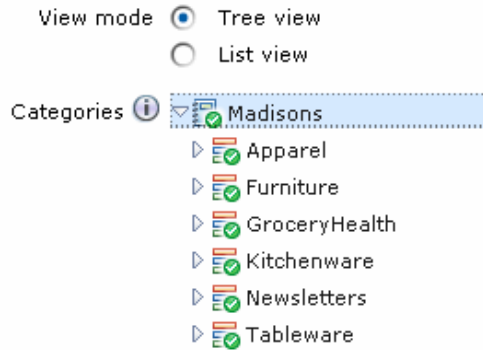 View mode Tree view
List view
Categories Madisons
Apparel
Furniture
GroceryHealth
Kitchenware
Newsletters
Tableware